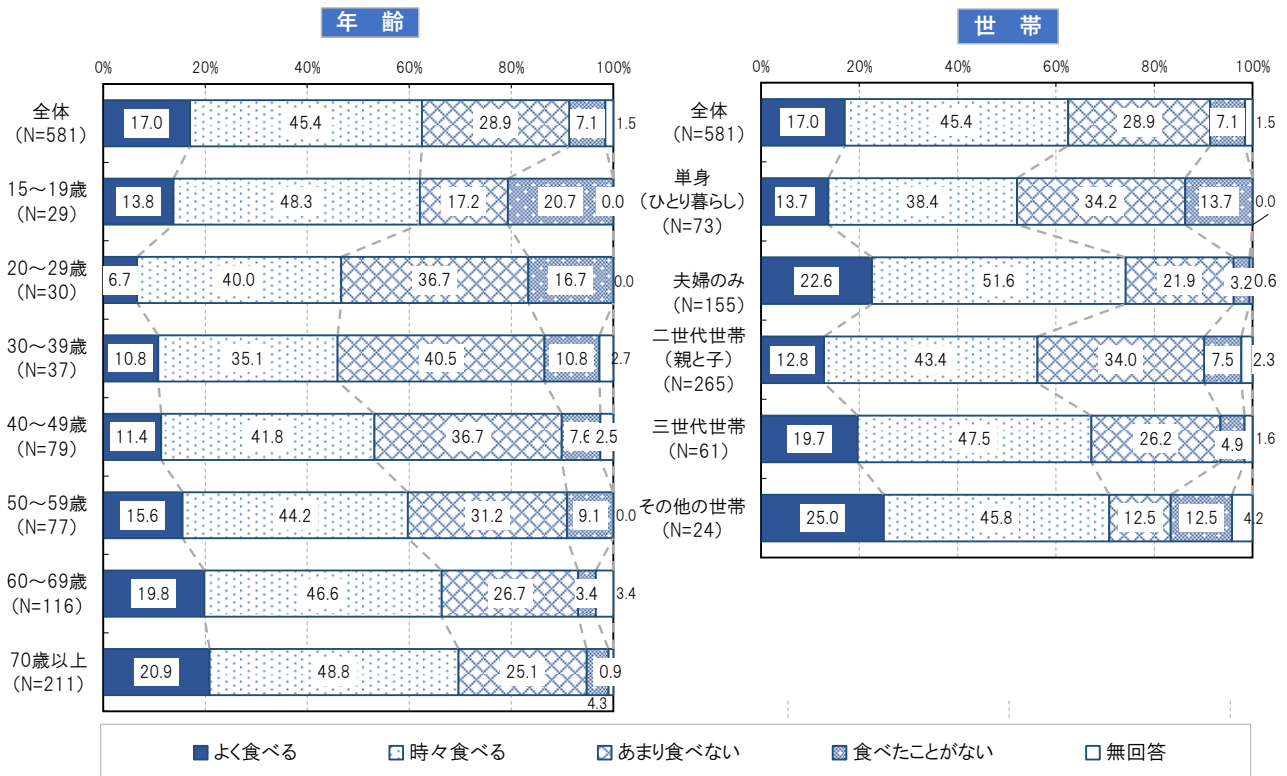 年　齢
0% 20% 40% 60% 80% 100%
全体
(N=581)
17.0 45.4 28.9 7.1 1.5
15～19歳
(N=29)
13.8 48.3 17.2 20.7 0.0
20～29歳
(N=30)
6.7 40.0 36.7 16.7 0.0
30～39歳
(N=37)
10.8 35.1 40.5 10.8 2.7
40～49歳
(N=79)
11.4 41.8 36.7 7.6 2.5
50～59歳
(N=77)
15.6 44.2 31.2 9.1 0.0
60～69歳
(N=116)
19.8 46.6 26.7 3.4 3.4
70歳以上
(N=211)
20.9 48.8 25.1 4.3 0.9
世　帯
0% 20% 40% 60% 80% 100%
全体
(N=581)
17.0 45.4 28.9 7.1 1.5
単身
(ひとり暮らし)
(N=73)
13.7 38.4 34.2 13.7 0.0
夫婦のみ
(N=155)
22.6 51.6 21.9 3.2 0.6
二世代世帯
(親と子)
(N=265)
12.8 43.4 34.0 7.5 2.3
三世代世帯
(N=61)
19.7 47.5 26.2 4.9 1.6
その他の世帯
(N=24)
25.0 45.8 12.5 12.5 4.2
よく食べる 時々食べる あまり食べない 食べたことがない 無回答